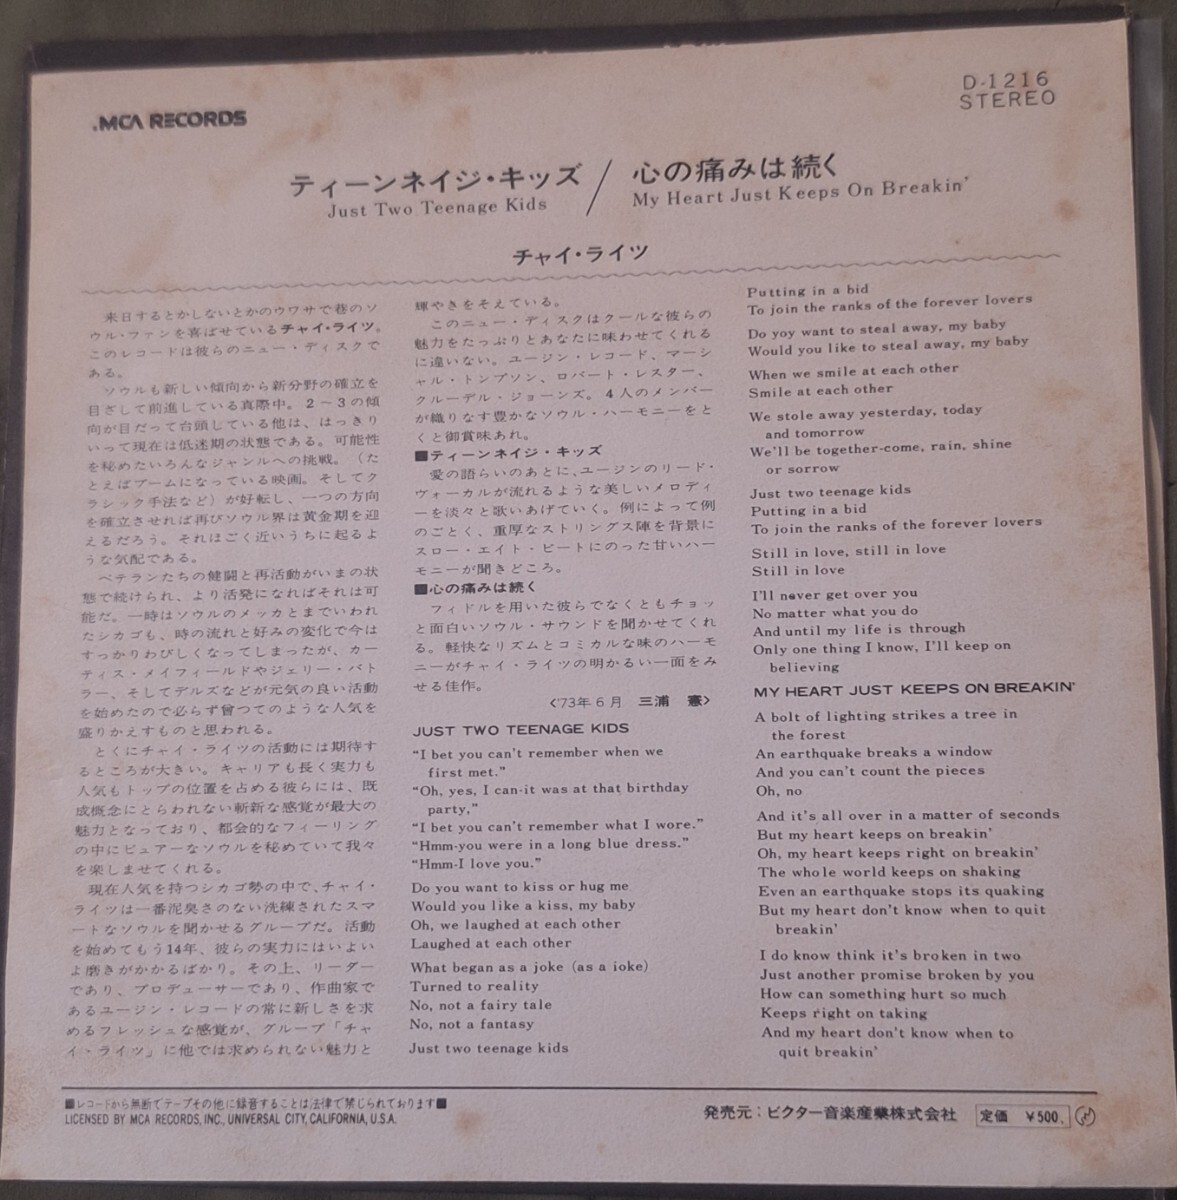 MCA RECORDS
D-1216
STEREO
ティーンネイジ・キッズ / 心の痛みは続く
Just Two Teenage Kids
My Heart Just Keeps On Breakin'
チャイ・ライツ
来日するとかしないとかのウワサで巷のソ
ウル・ファンを喜ばせているチャイ・ライツ。
このレコードは彼らのニュー・ディスクで
ある。
ソウルも新しい傾向から新分野の確立を
目ざして前進している真際中。2〜3の傾
向が目だって台頭している他は、はっきり
いって現在は低迷期の状態である。可能性
を秘めたいろんなジャンルへの挑戦。(た
とえばブームになっている映画。そしてク
ラシック手法など)が好転し、一つの方向
を確立させれば再びソウル界は黄金期を迎
えるだろう。それはごく近いうちに起るよ
うな気配である。
ベテランたちの健闘と再活動がいまの状
態で続けられ、より活発になればそれは可
能だ。一時はソウルのメッカとまでいわれ
たシカゴも、時の流れと好みの変化で今は
すっかりわびしくなってしまったが、カー
ティス・メイフィールドやジェリー・バト
ラー、そしてデルズなどが元気の良い活動
を始めたので必らず曾つてのような人気を
盛りかえすものと思われる。
とくにチャイ・ライツの活動には期待す
るところが大きい。キャリアも長く実力も
人気もトップの位置を占める彼らには、既
成概念にとらわれない斬新な感覚が最大の
魅力となっており、都会的なフィーリング
の中にピュアーなソウルを秘めていて我々
を楽しませてくれる。
現在人気を持つシカゴ勢の中で、チャイ・
ライツは一番泥臭さのない洗練されたスマ
ートなソウルを聞かせるグループだ。活動
を始めてもう14年、彼らの実力にはいよい
よ磨きがかかるばかり。その上、リーダー
であり、プロデューサーであり、作曲家で
あるユージン・レコードの常に新しさを求
めるフレッシュな感覚が、グループ「チャ
イ・ライツ」に他では求められない魅力と
輝やきをそえている。
このニュー・ディスクはクールな彼らの
魅力をたっぷりとあなたに味わせてくれる
に違いない。ユージン・レコード、マーシ
ャル・トンプソン、ロバート・レスター、
クルーデル・ジョーンズ。4人のメンバー
が織りなす豊かなソウル・ハーモニーをと
くと御賞味あれ。
■ティーンネイジ・キッズ
愛の語らいのあとに、ユージンのリード・
ヴォーカルが流れるような美しいメロディ
ーを淡々と歌いあげていく。例によって例
のごとく、重厚なストリングス陣を背景に
スロー・エイト・ビートにのった甘いハー
モニーが聞きどころ。
■心の痛みは続く
フィドルを用いた彼らでなくともチョッ
と面白いソウル・サウンドを聞かせてくれ
る。軽快なリズムとコミカルな味のハーモ
ニーがチャイ・ライツの明かるい一面をみ
せる佳作。
<'73年6月 三浦 憲>
JUST TWO TEENAGE KIDS
"I bet you can't remember when we
first met."
"Oh, yes, I can-it was at that birthday
party,"
"I bet you can't remember what I wore."
"Hmm-you were in a long blue dress."
"Hmm-I love you."
Do you want to kiss or hug me
Would you like a kiss, my baby
Oh, we laughed at each other
Laughed at each other
What began as a joke (as a ioke)
Turned to reality
No, not a fairy tale
No, not a fantasy
Just two teenage kids
Putting in a bid
To join the ranks of the forever lovers
Do yoy want to steal away, my baby
Would you like to steal away, my baby
When we smile at each other
Smile at each other
We stole away yesterday, today
and tomorrow
We'll be together-come, rain, shine
or sorrow
Just two teenage kids
Putting in a bid
To join the ranks of the forever lovers
Still in love, still in love
Still in love
I'll never get over you
No matter what you do
And until my life is through
Only one thing I know, I'll keep on
believing
MY HEART JUST KEEPS ON BREAKIN'
A bolt of lighting strikes a tree in
the forest
An earthquake breaks a window
And you can't count the pieces
Oh, no
And it's all over in a matter of seconds
But my heart keeps on breakin'
Oh, my heart keeps right on breakin'
The whole world keeps on shaking
Even an earthquake stops its quaking
But my heart don't know when to quit
breakin'
I do know think it's broken in two
Just another promise broken by you
How can something hurt so much
Keeps right on taking
And my heart don't know when to
quit breakin'
■レコードから無断でテープその他に録音することは法律で禁じられております■
LICENSED BY MCA RECORDS, INC., UNIVERSAL CITY, CALIFORNIA, U.S.A.
発売元：ビクター音楽産業株式会社 定価 ￥500.